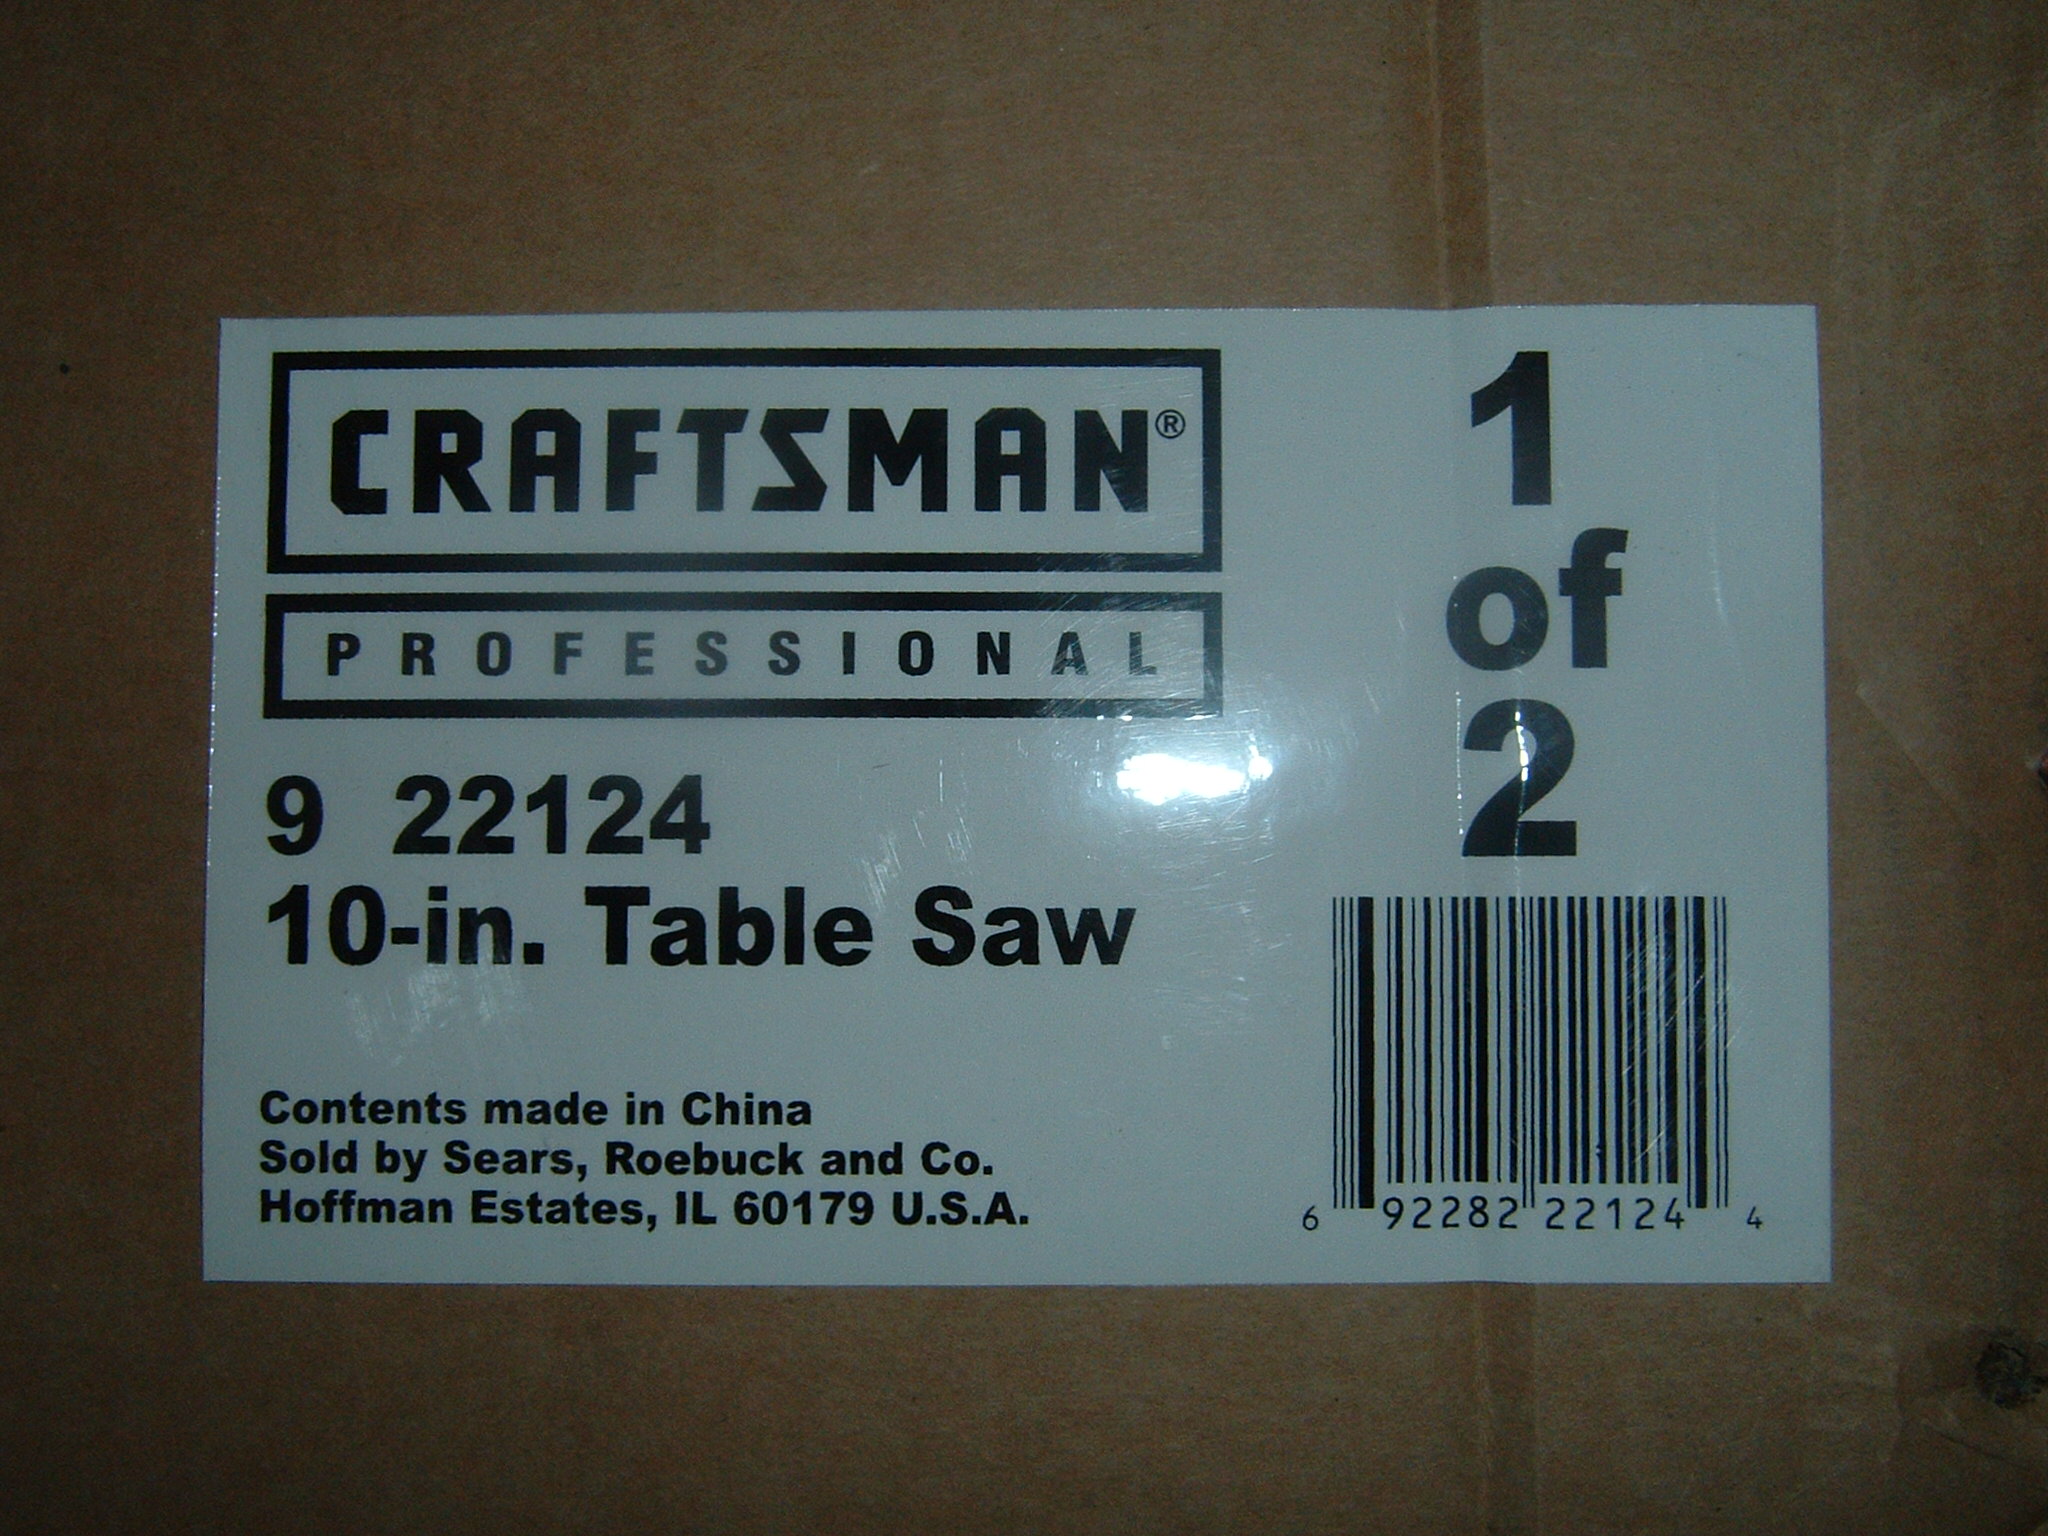 CRAFTSMAN®
PROFESSIONAL
9 22124
10-in. Table Saw
Contents made in China
Sold by Sears, Roebuck and Co.
Hoffman Estates, IL 60179 U.S.A.
1
of
2
6 92282 22124 4